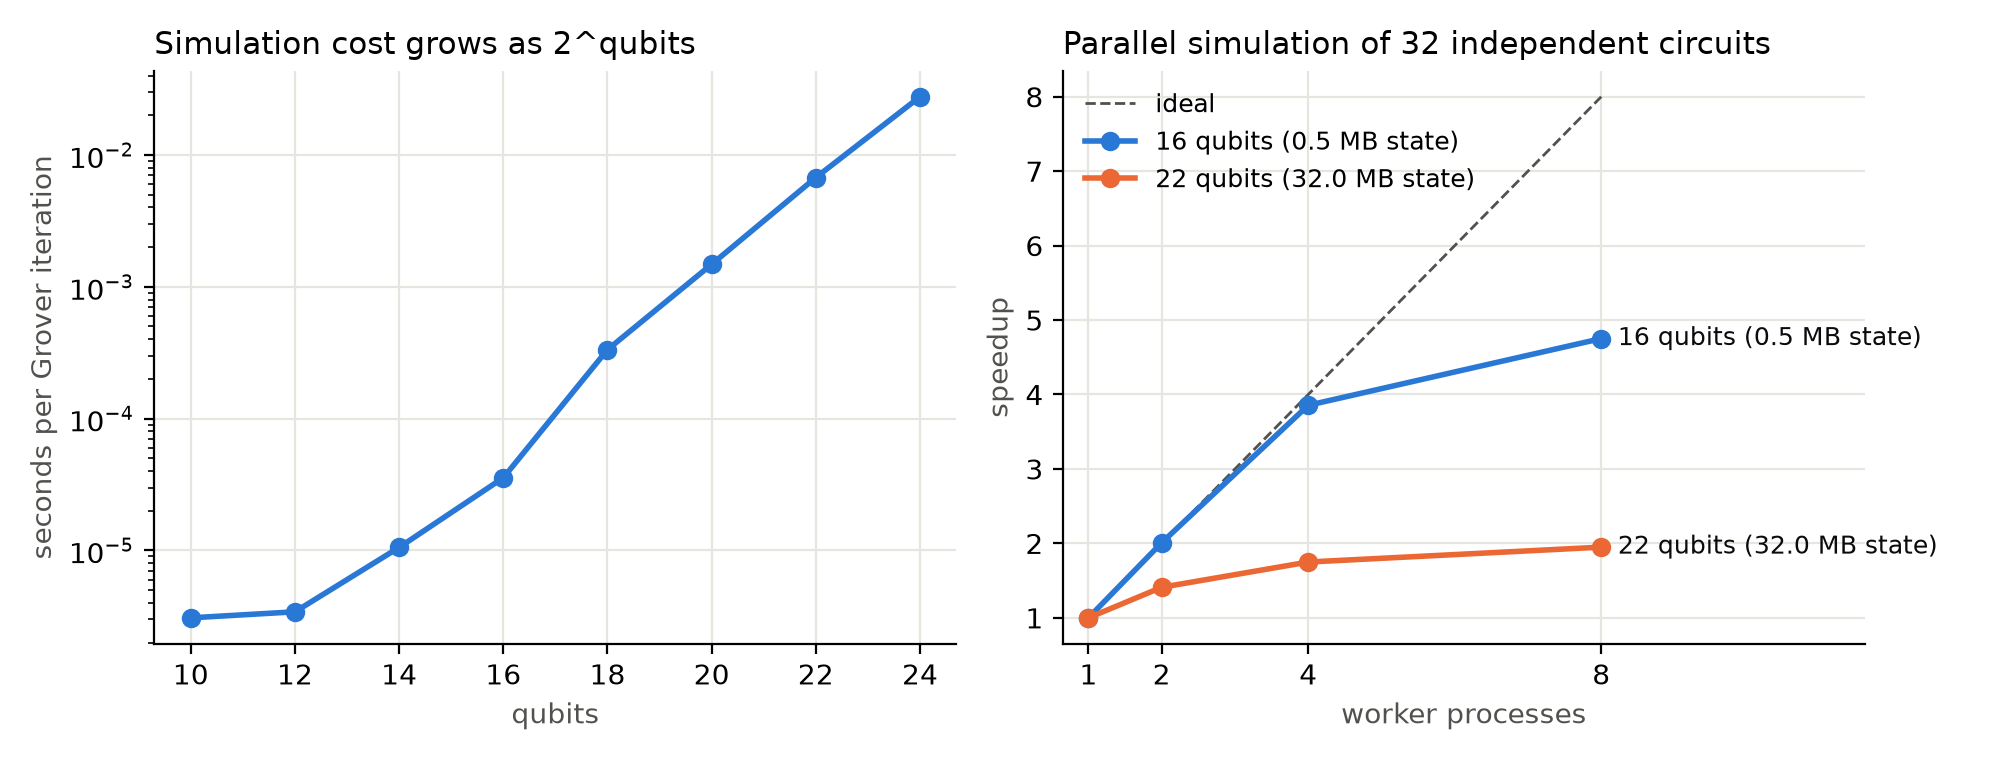 Simulation cost grows as 2^qubits
seconds per Grover iteration
10⁻²
10⁻³
10⁻⁴
10⁻⁵
10 12 14 16 18 20 22 24
qubits
Parallel simulation of 32 independent circuits
speedup
8
7
6
5
4
3
2
1
ideal
16 qubits (0.5 MB state)
22 qubits (32.0 MB state)
16 qubits (0.5 MB state)
22 qubits (32.0 MB state)
1 2 4 8
worker processes